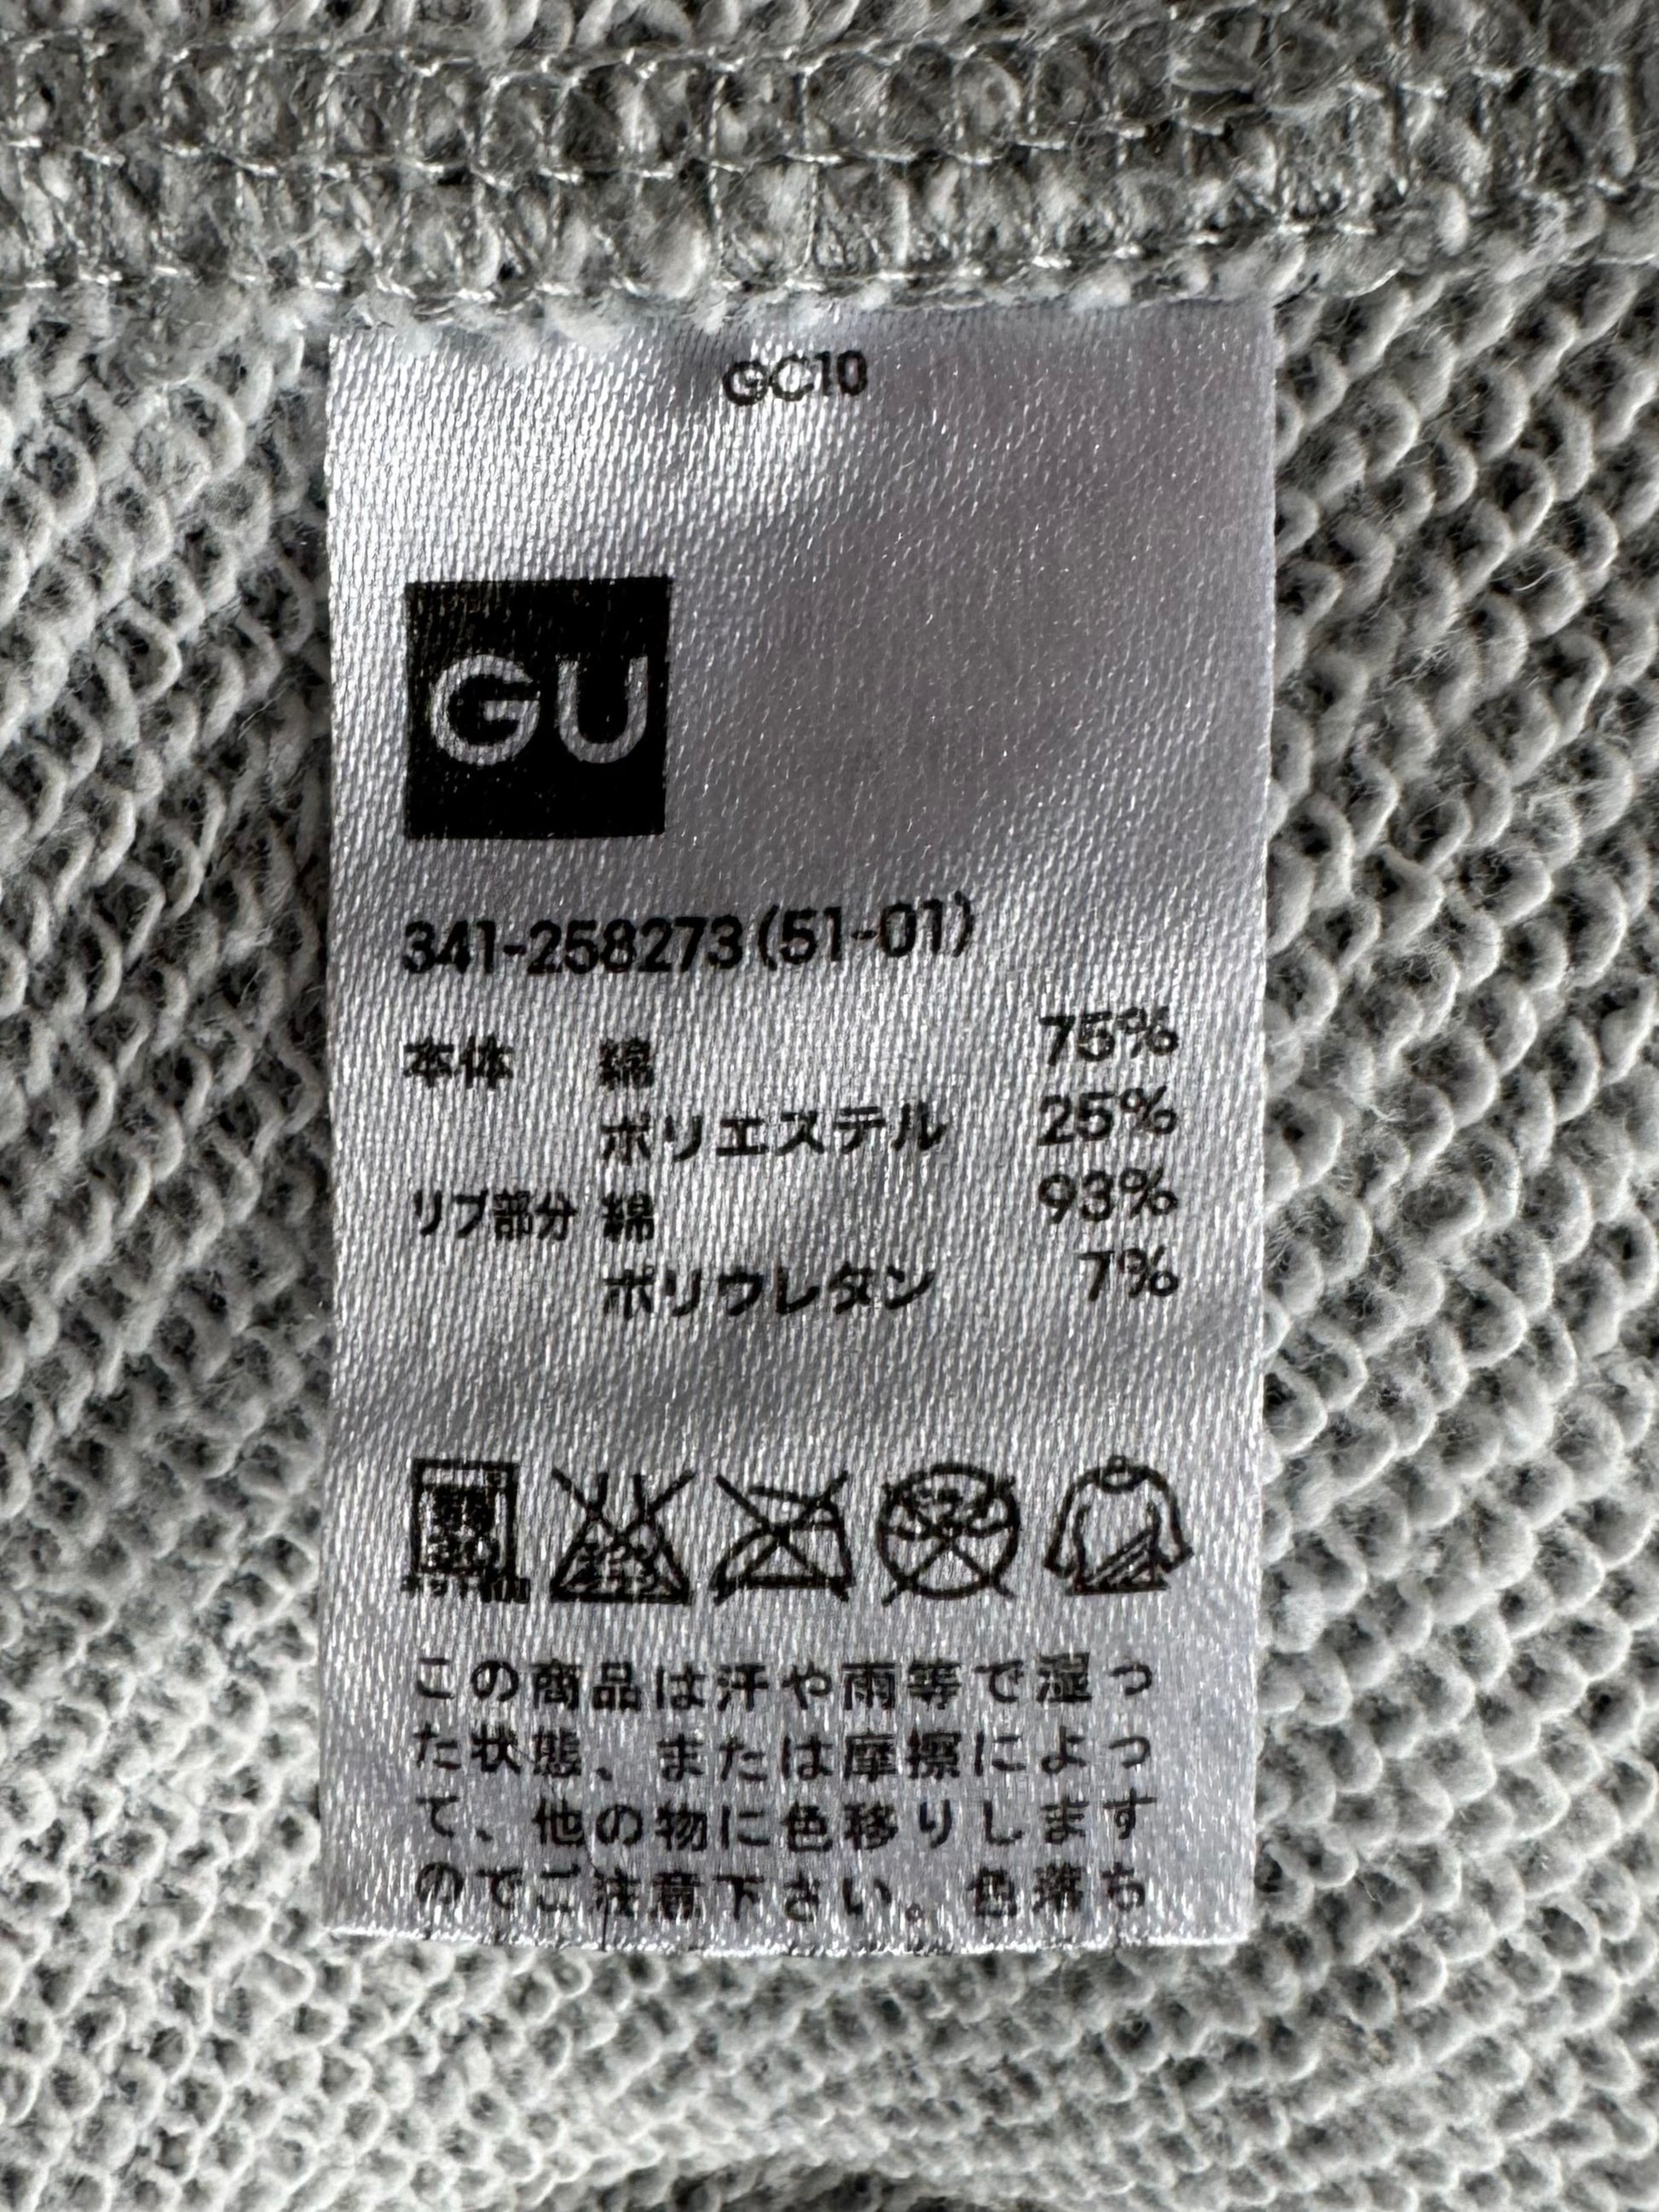 GC10
GU
341-258273(51-01)
本体 綿 75%
ポリエステル 25%
リブ部分 綿 93%
ポリウレタン 7%
この商品は汗や雨等で湿っ
た状態、または摩擦によっ
て、他の物に色移りします
のでご注意下さい。色落ち